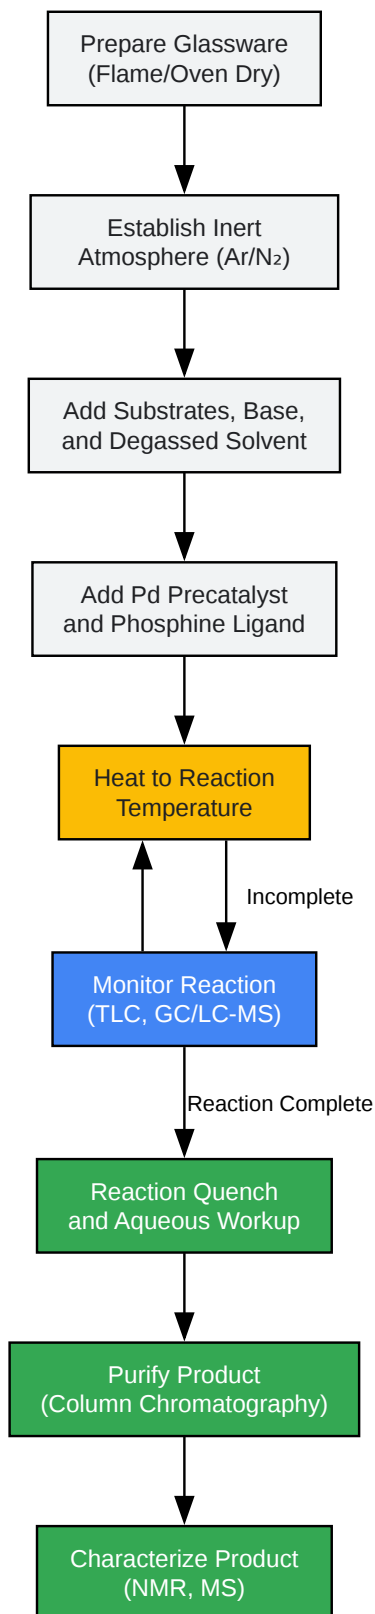 Prepare Glassware
(Flame/Oven Dry)
Establish Inert
Atmosphere (Ar/N₂)
Add Substrates, Base,
and Degassed Solvent
Add Pd Precatalyst
and Phosphine Ligand
Heat to Reaction
Temperature
Incomplete
Monitor Reaction
(TLC, GC/LC-MS)
Reaction Complete
Reaction Quench
and Aqueous Workup
Purify Product
(Column Chromatography)
Characterize Product
(NMR, MS)